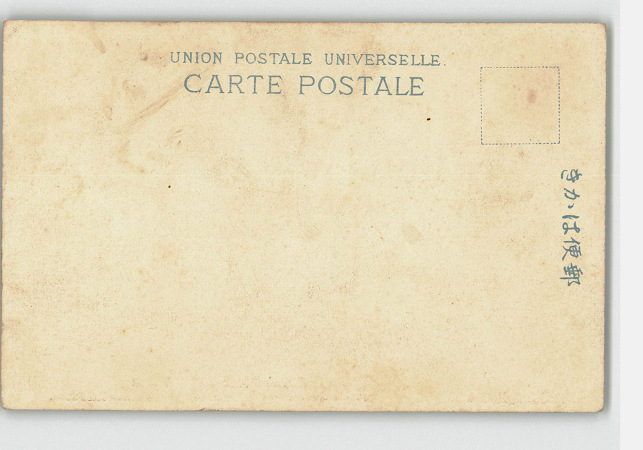 UNION POSTALE UNIVERSELLE.
CARTE POSTALE
きかは便郵